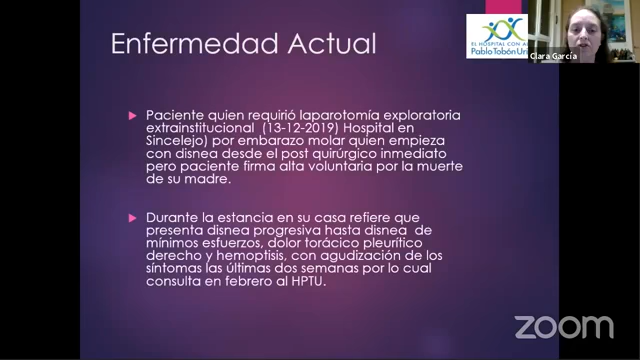 Enfermedad Actual
EL HOSPITAL CON A
Pablo Tobón Uri
Clara García
Paciente quien requirió laparotomía exploratoria
extrainstitucional (13-12-2019) Hospital en
Sincelejo) por embarazo molar quien empieza
con disnea desde el post quirúrgico inmediato
pero paciente firma alta voluntaria por la muerte
de su madre.
Durante la estancia en su casa refiere que
presenta disnea progresiva hasta disnea de
mínimos esfuerzos, dolor torácico pleurítico
derecho y hemoptisis, con agudización de los
síntomas las últimas dos semanas por lo cual
consulta en febrero al HPTU.
zoom